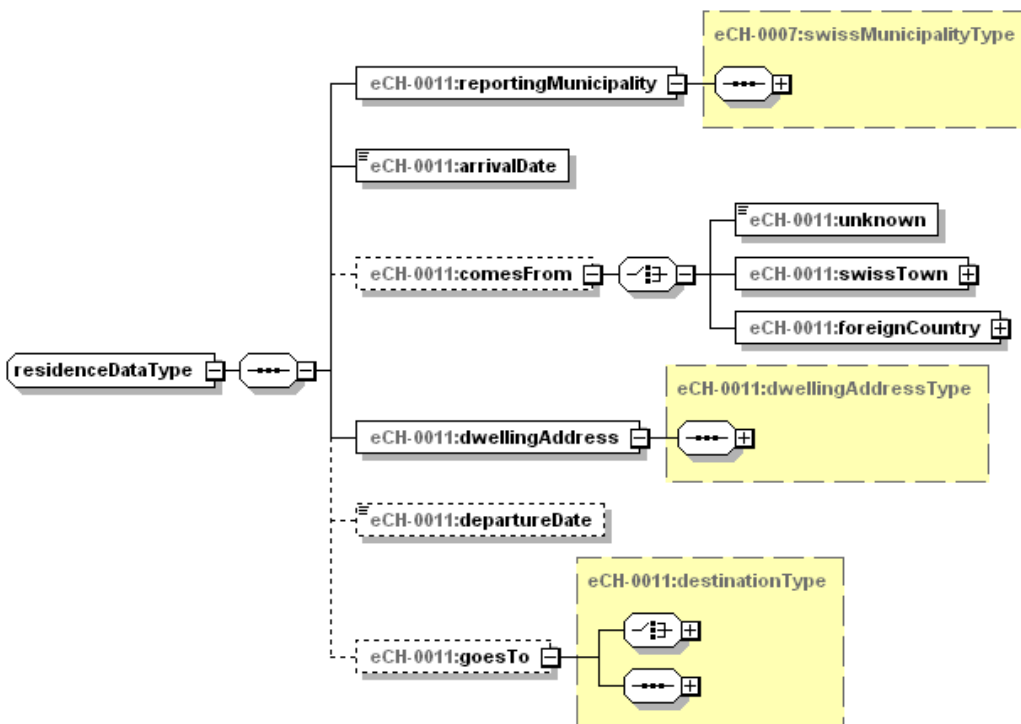 eCH-0007:swissMunicipalityType
eCH-0011:reportingMunicipality
eCH-0011:arrivalDate
eCH-0011:unknown
eCH-0011:comesFrom
eCH-0011:swissTown
eCH-0011:foreignCountry
residenceDataType
eCH-0011:dwellingAddressType
eCH-0011:dwellingAddress
eCH-0011:departureDate
eCH-0011:destinationType
eCH-0011:goesTo